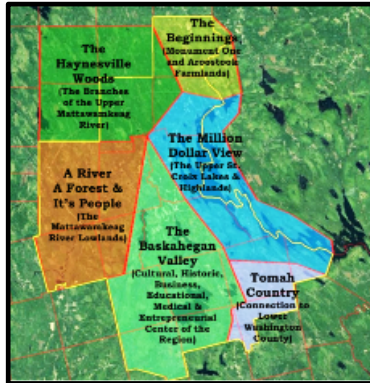 The
Haynesville
Woods
(The Branches
of the Upper
Mattawamkeag
River)
The
Beginnings
(Monument One
and Aroostook
Farmlands)
The Million
Dollar View
(The Upper St.
Croix Lakes &
Highlands)
A River
A Forest &
It's People
(The
Mattawamkeag
River Lowlands)
The
Baskahegan
Valley
(Cultural, Historic,
Business,
Educational,
Medical &
Entrepreneurial
Center of the
Region)
Tomah
Country
(Connection to
Lower
Washington
County)